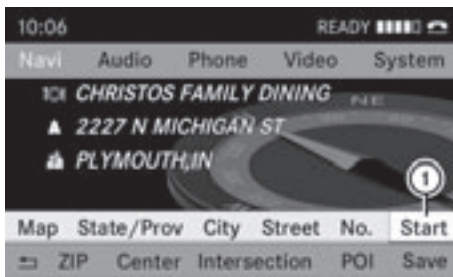 10:06 READY
Navi Audio Phone Video System
CHRISTOS FAMILY DINING
NE
2227 N MICHIGAN ST
PLYMOUTH,IN
1
Map State/Prov City Street No. Start
ZIP Center Intersection POI Save